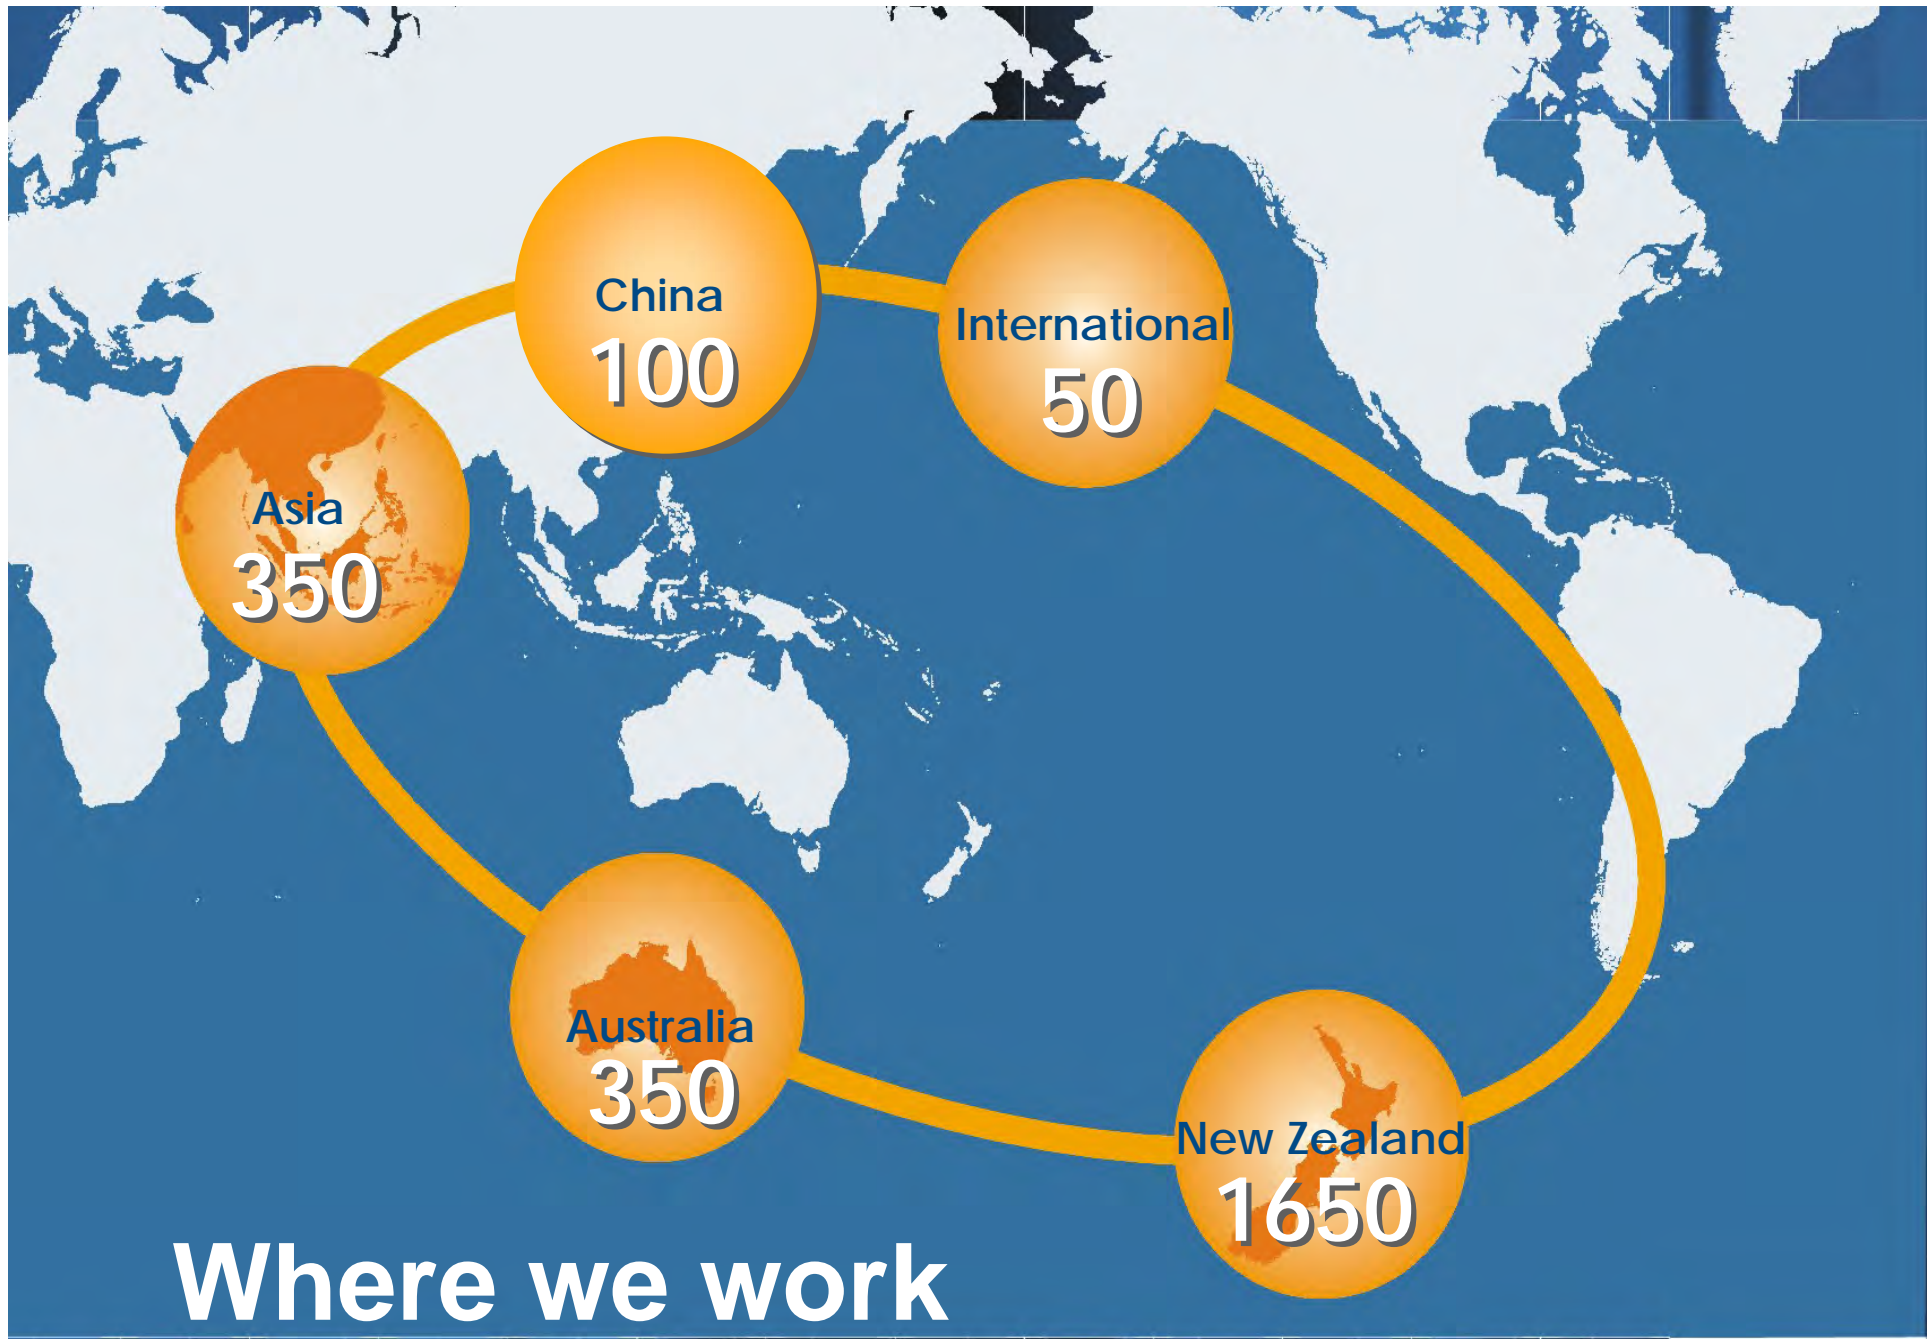 China
100
International
50
Asia
350
Australia
350
New Zealand
1650
Where we work